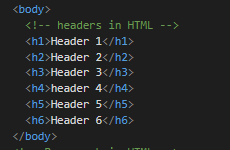 <body>
<!-- headers in HTML -->
<h1>Header 1</h1>
<h2>Header 2</h2>
<h3>Header 3</h3>
<h4>header 4</h4>
<h5>Header 5</h5>
<h6>Header 6</h6>
</body>